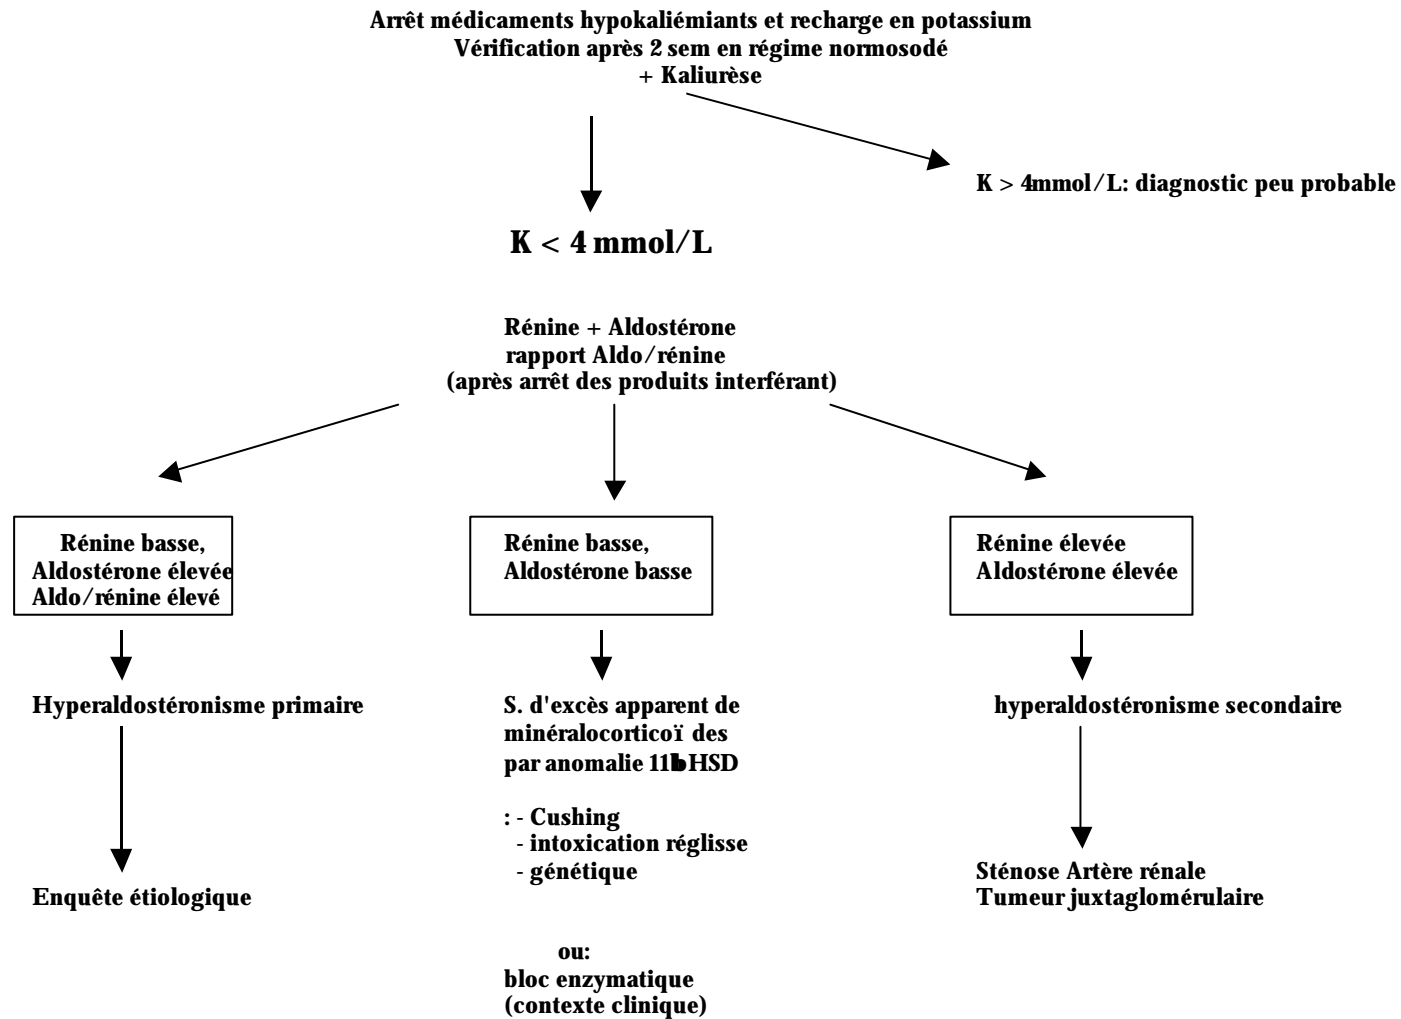 Arrêt médicaments hypokaliémiants et recharge en potassium
Vérification après 2 sem en régime normosodé
+ Kaliurèse
K > 4mmol/L: diagnostic peu probable
K < 4 mmol/L
Rénine + Aldostérone
rapport Aldo/rénine
(après arrêt des produits interférant)
Rénine basse,
Aldostérone élevée
Aldo/rénine élevé
Rénine basse,
Aldostérone basse
Rénine élevée
Aldostérone élevée
Hyperaldostéronisme primaire
S. d'excès apparent de
minéralocorticoï des
par anomalie 11bHSD
hyperaldostéronisme secondaire
: - Cushing
- intoxication réglisse
- génétique
Enquête étiologique
Sténose Artère rénale
Tumeur juxtaglomérulaire
ou:
bloc enzymatique
(contexte clinique)